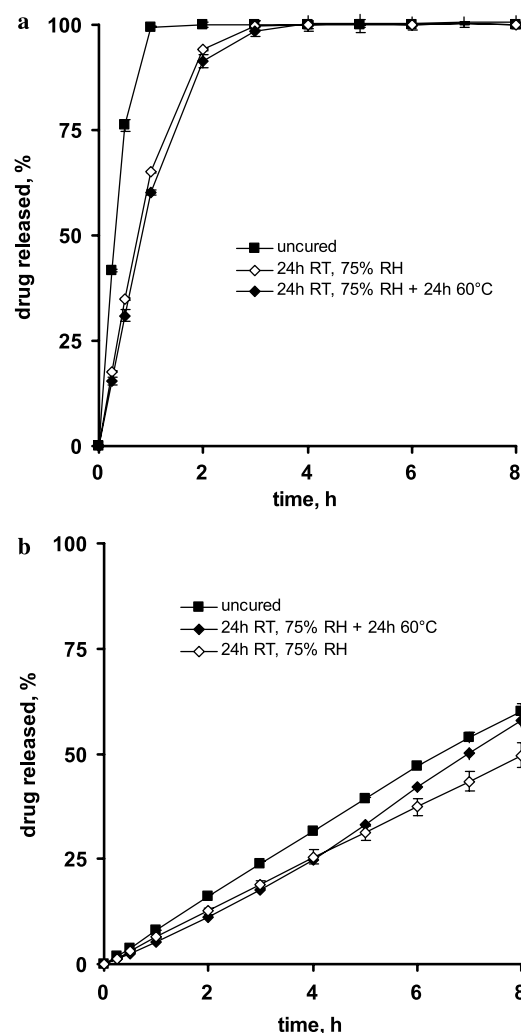 a
100
75
50
25
0
drug released, %
uncured
24h RT, 75% RH
24h RT, 75% RH + 24h 60°C
0 2 4 6 8
time, h
b
100
75
50
25
0
drug released, %
uncured
24h RT, 75% RH + 24h 60°C
24h RT, 75% RH
0 2 4 6 8
time, h